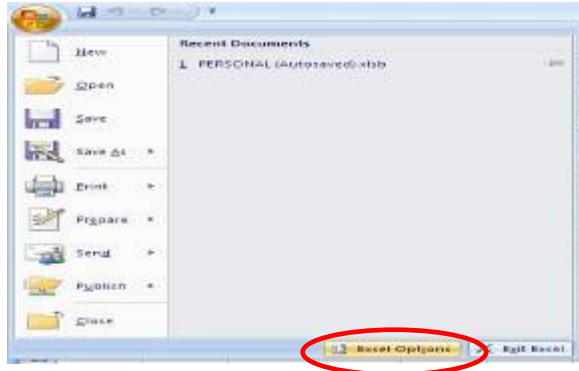 New
Open
Save
Save As
Print
Prepare
Send
Publish
Close
Recent Documents
1 PERSONAL (Autosaved).xlsb
Excel Options
Exit Excel